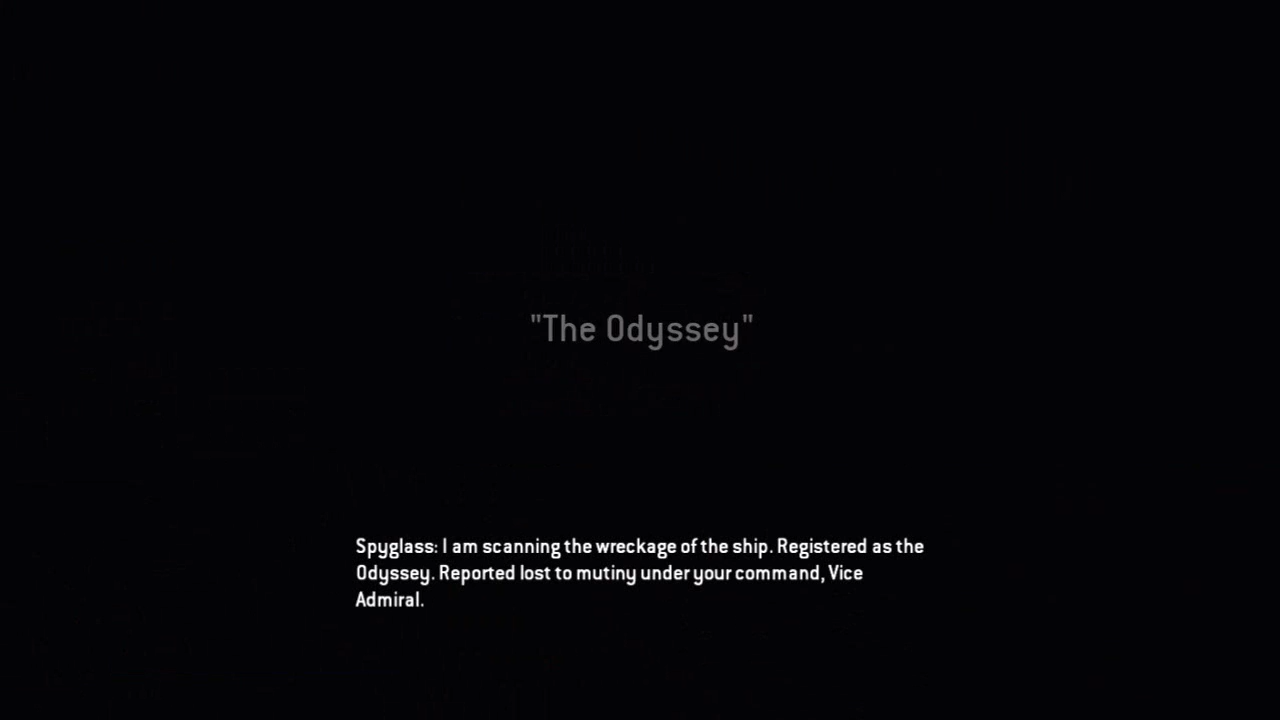 "The Odyssey"
Spyglass: I am scanning the wreckage of the ship. Registered as the
Odyssey. Reported lost to mutiny under your command, Vice
Admiral.